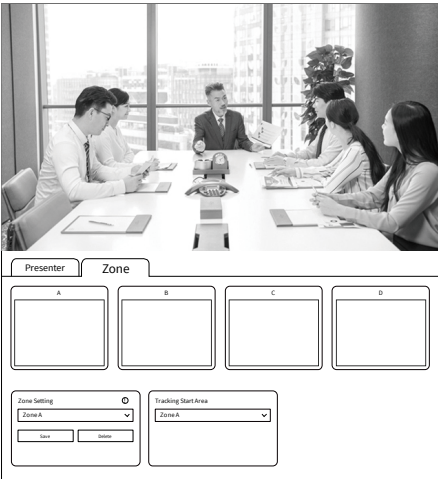 Presenter
Zone
A
B
C
D
Zone Setting
Zone A
Save
Delete
Tracking Start Area
Zone A